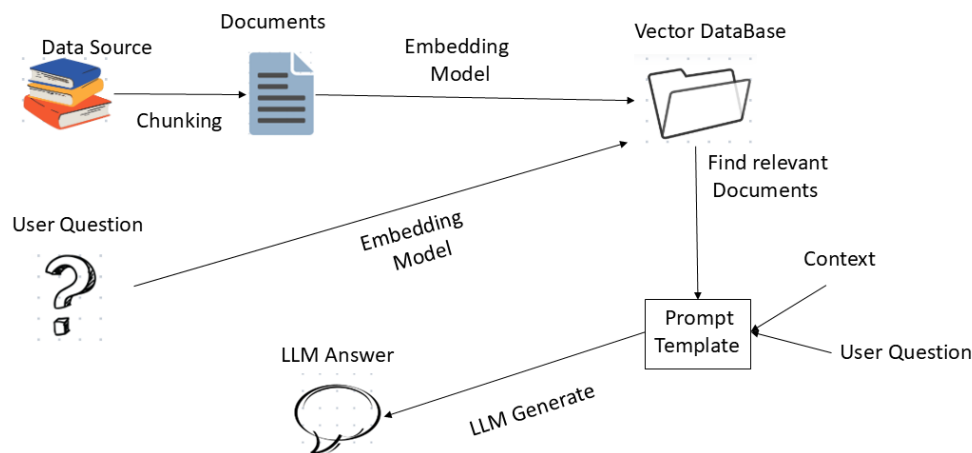 Documents
Data Source
Embedding
Model
Vector DataBase
Chunking
Find relevant
Documents
User Question
Embedding
Model
Context
Prompt
Template
User Question
LLM Answer
LLM Generate